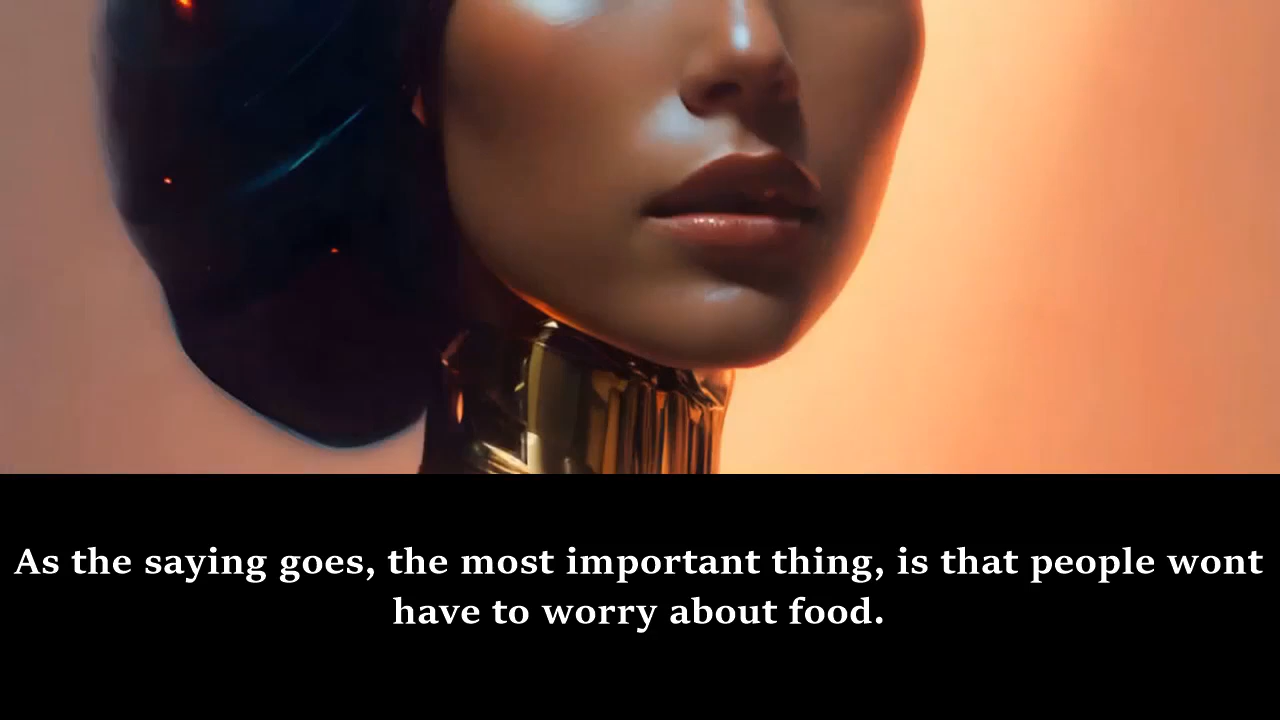 As the saying goes, the most important thing, is that people wont
have to worry about food.